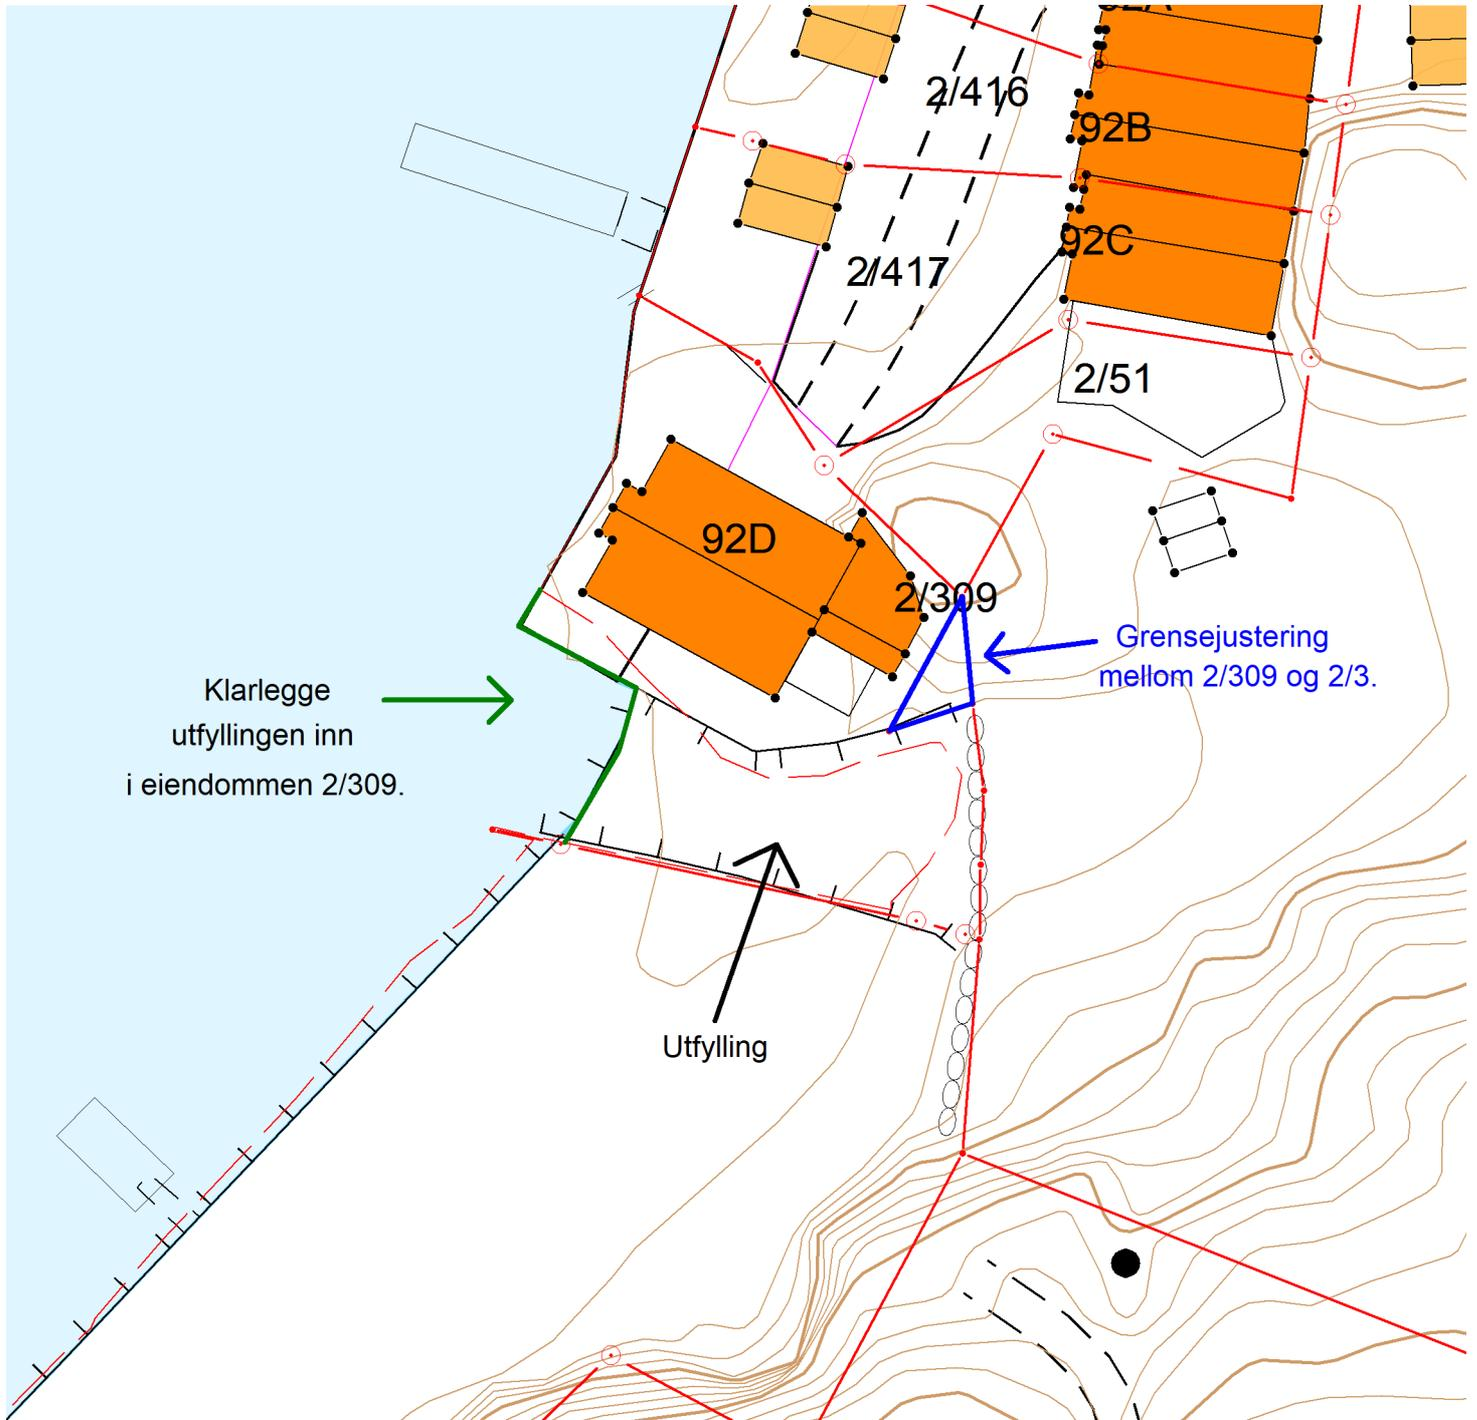 92A
2/416
92B
92C
2/417
2/51
92D
2/309
Grensejustering
mellom 2/309 og 2/3.
Klarlegge
utfyllingen inn
i eiendommen 2/309.
Utfylling